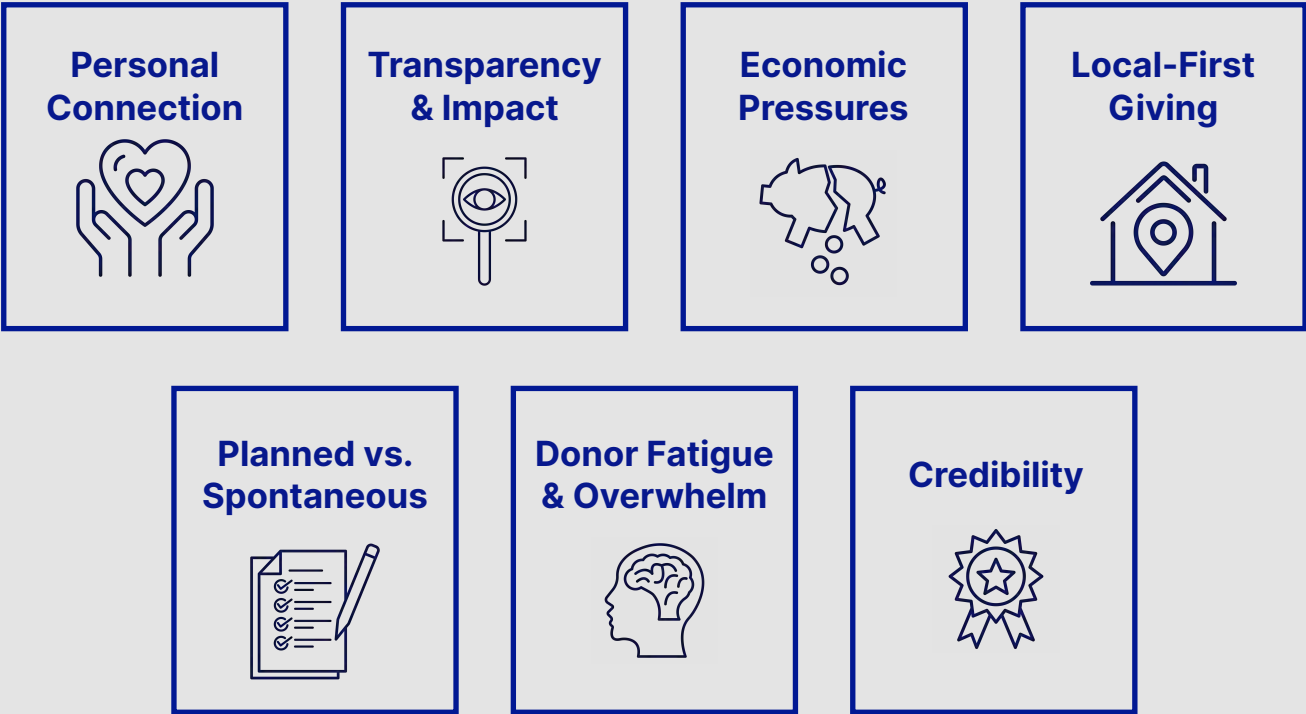 Personal
Connection
Transparency
& Impact
Economic
Pressures
Local-First
Giving
Planned vs.
Spontaneous
Donor Fatigue
& Overwhelm
Credibility